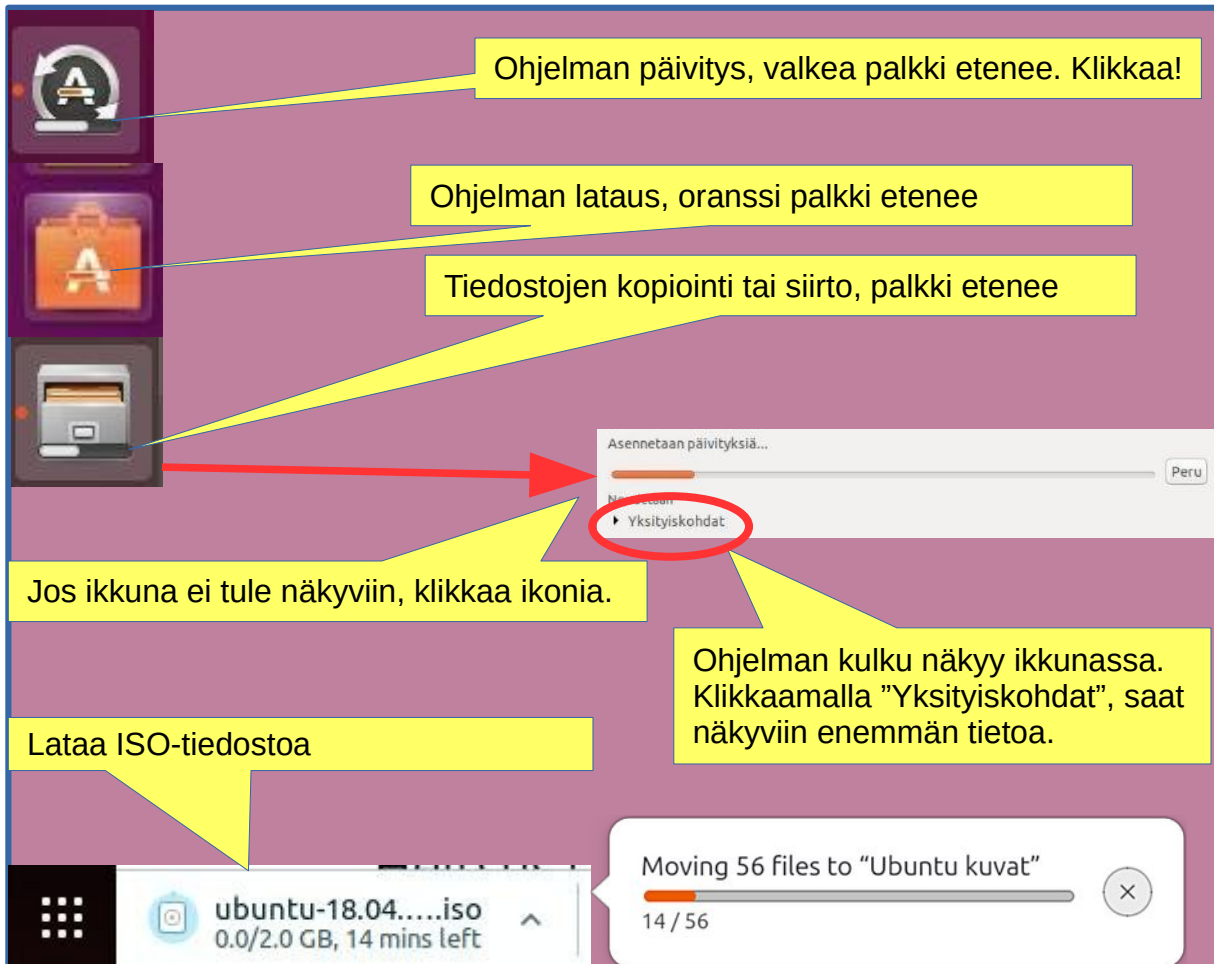 Ohjelman päivitys, valkea palkki etenee. Klikkaa!
Ohjelman lataus, oranssi palkki etenee
Tiedostojen kopiointi tai siirto, palkki etenee
Asennetaan päivityksiä...
Peru
Yksityiskohdat
Jos ikkuna ei tule näkyviin, klikkaa ikonia.
Ohjelman kulku näkyy ikkunassa.
Klikkaamalla ”Yksityiskohdat”, saat
näkyviin enemmän tietoa.
Lataa ISO-tiedostoa
ubuntu-18.04.....iso
0.0/2.0 GB, 14 mins left
Moving 56 files to “Ubuntu kuvat”
14 / 56